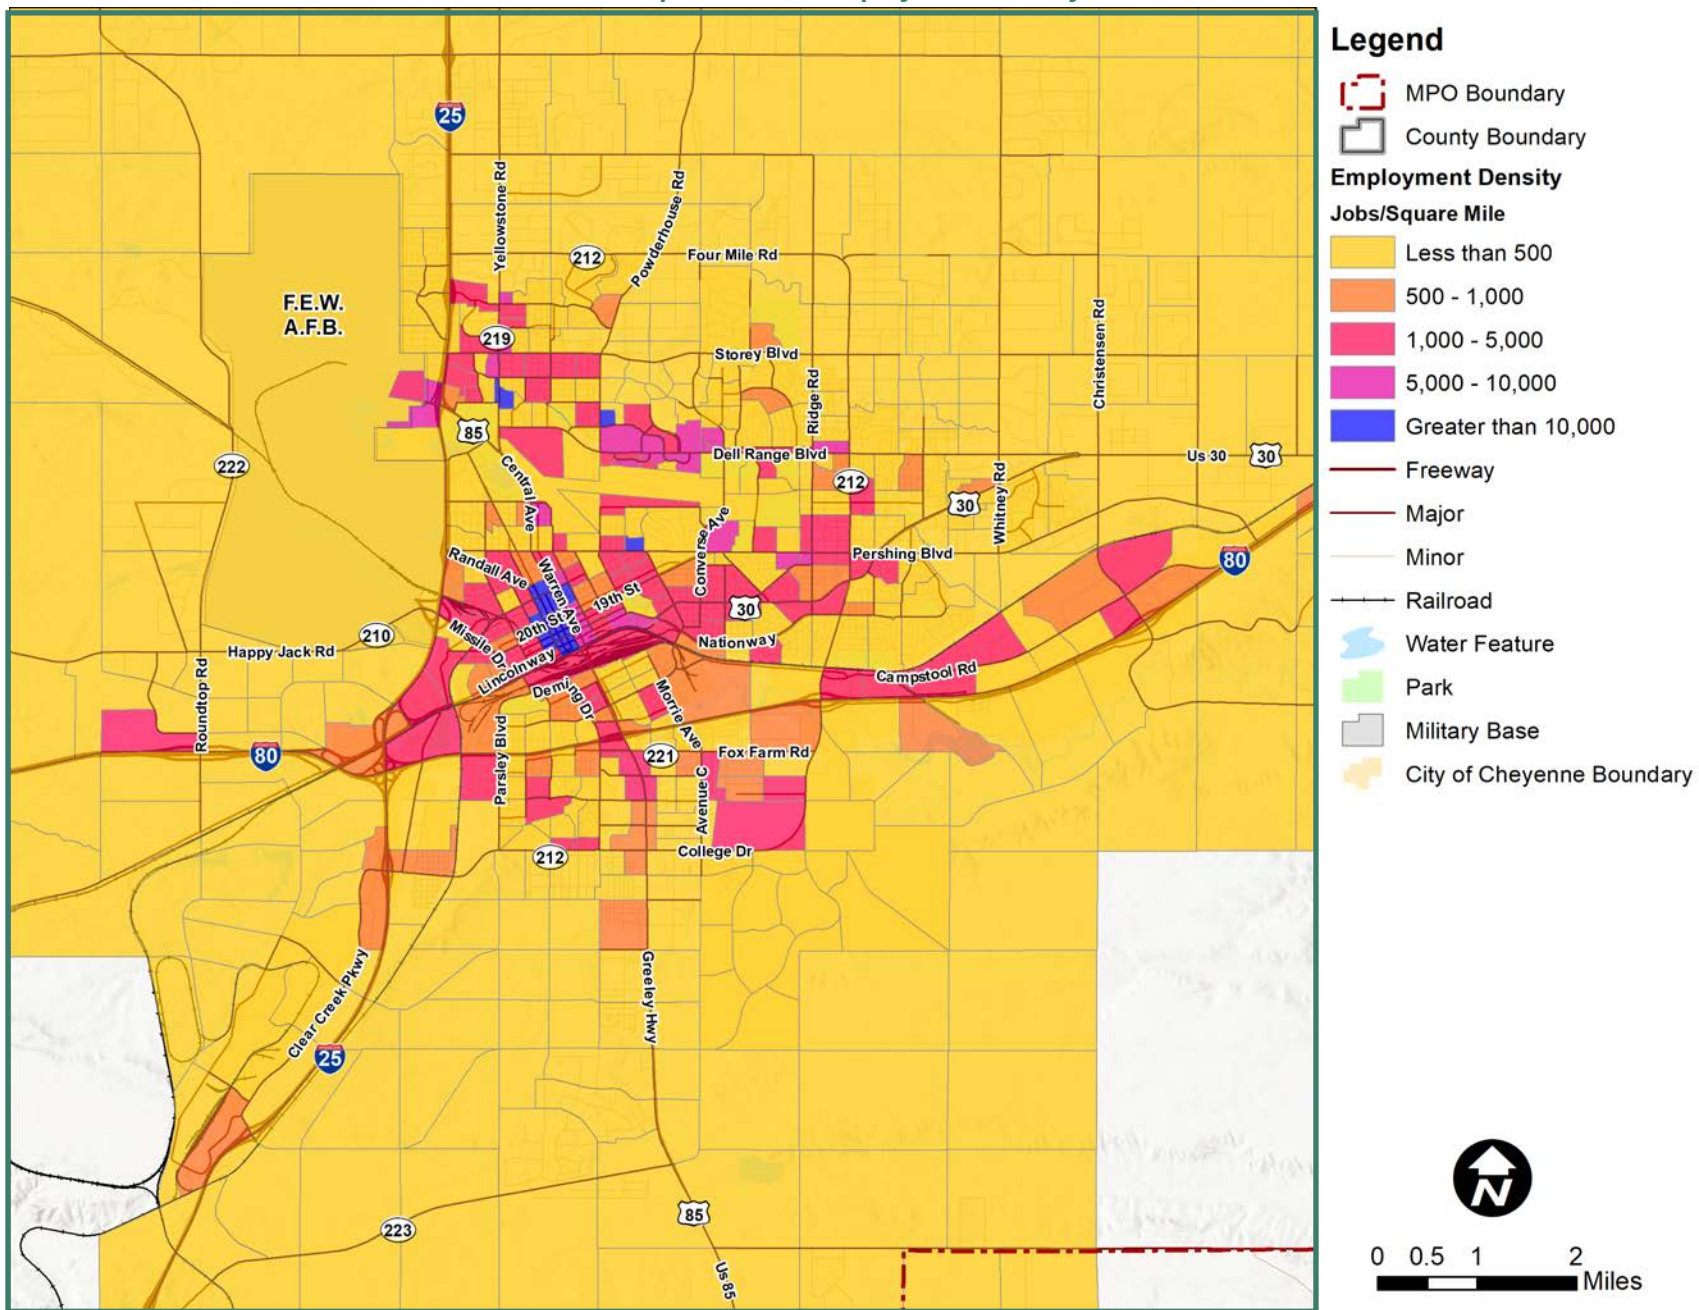 Legend
MPO Boundary
County Boundary
Employment Density
Jobs/Square Mile
Less than 500
500 - 1,000
1,000 - 5,000
5,000 - 10,000
Greater than 10,000
Freeway
Major
Minor
Railroad
Water Feature
Park
Military Base
City of Cheyenne Boundary
25
Yellowstone Rd
Powderhouse Rd
212
Four Mile Rd
F.E.W.
A.F.B.
219
Storey Blvd
Christensen Rd
Ridge Rd
85
Dell Range Blvd
Us 30
30
222
Central Ave
212
Whitney Rd
30
Converse Ave
Pershing Blvd
80
Randall Ave
Warren Ave
19th St
30
20th St
210
Missile Dr
Nationway
Happy Jack Rd
Lincolnway
Campstool Rd
Deming Dr
Morrie Ave
Roundtop Rd
Parsley Blvd
80
221
Fox Farm Rd
Avenue C
212
College Dr
Greeley Hwy
Clear Creek Pkwy
25
85
223
Us 85
N
0 0.5 1 2
Miles